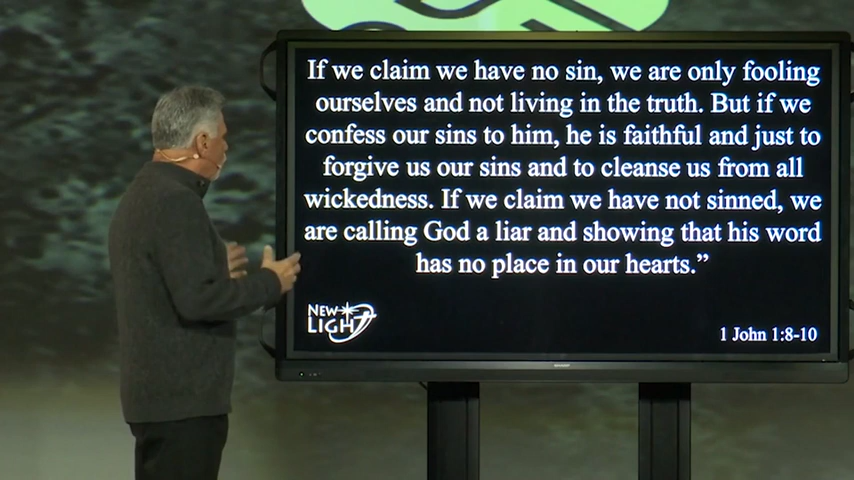 If we claim we have no sin, we are only fooling
ourselves and not living in the truth. But if we
confess our sins to him, he is faithful and just to
forgive us our sins and to cleanse us from all
wickedness. If we claim we have not sinned, we
are calling God a liar and showing that his word
has no place in our hearts.”
NEW
LIGHT
1 John 1:8-10
SHARP